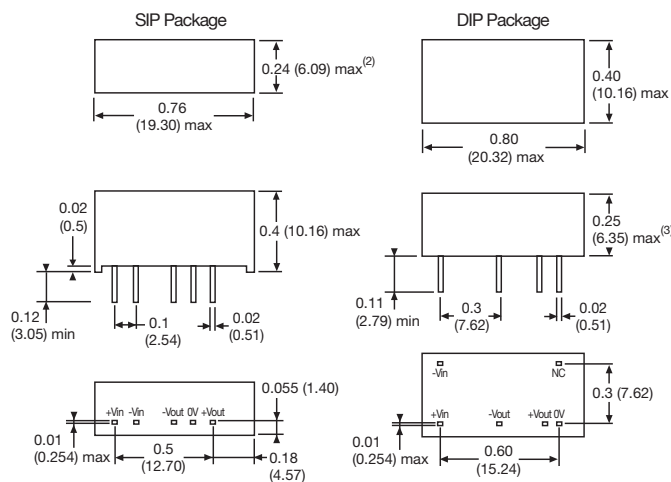 SIP Package
DIP Package
0.24 (6.09) max(2)
0.76
(19.30) max
0.40
(10.16) max
0.80
(20.32) max
0.02
(0.5)
0.4 (10.16) max
0.12
(3.05) min
0.1
(2.54)
0.02
(0.51)
0.25
(6.35) max(3)
0.11
(2.79) min
0.3
(7.62)
0.02
(0.51)
+Vin -Vin -Vout 0V +Vout
0.055 (1.40)
0.01
(0.254) max
0.5
(12.70)
0.18
(4.57)
-Vin
NC
0.3 (7.62)
+Vin -Vout +Vout 0V
0.01
(0.254) max
0.60
(15.24)